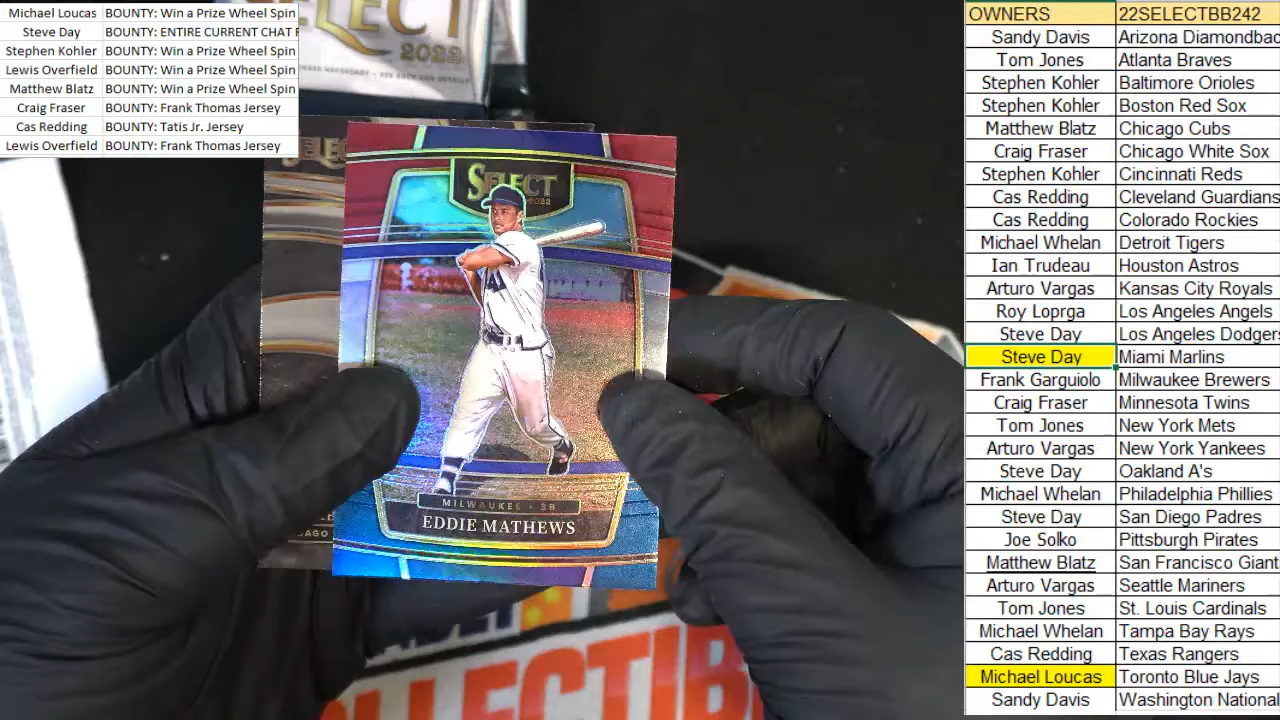 Michael Loucas BOUNTY: Win a Prize Wheel Spin
Steve Day BOUNTY: ENTIRE CURRENT CHAT
Stephen Kohler BOUNTY: Win a Prize Wheel Spin
Lewis Overfield BOUNTY: Win a Prize Wheel Spin
Matthew Blatz BOUNTY: Win a Prize Wheel Spin
Craig Fraser BOUNTY: Frank Thomas Jersey
Cas Redding BOUNTY: Tatis Jr. Jersey
Lewis Overfield BOUNTY: Frank Thomas Jersey
2022
SELECT
2022
MILWAUKEE • 3B
EDDIE MATHEWS
OWNERS 22SELECTBB242
Sandy Davis Arizona Diamondbac
Tom Jones Atlanta Braves
Stephen Kohler Baltimore Orioles
Stephen Kohler Boston Red Sox
Matthew Blatz Chicago Cubs
Craig Fraser Chicago White Sox
Stephen Kohler Cincinnati Reds
Cas Redding Cleveland Guardians
Cas Redding Colorado Rockies
Michael Whelan Detroit Tigers
Ian Trudeau Houston Astros
Arturo Vargas Kansas City Royals
Roy Loprga Los Angeles Angels
Steve Day Los Angeles Dodgers
Steve Day Miami Marlins
Frank Garguiolo Milwaukee Brewers
Craig Fraser Minnesota Twins
Tom Jones New York Mets
Arturo Vargas New York Yankees
Steve Day Oakland A's
Michael Whelan Philadelphia Phillies
Steve Day San Diego Padres
Joe Solko Pittsburgh Pirates
Matthew Blatz San Francisco Giant
Arturo Vargas Seattle Mariners
Tom Jones St. Louis Cardinals
Michael Whelan Tampa Bay Rays
Cas Redding Texas Rangers
Michael Loucas Toronto Blue Jays
Sandy Davis Washington National